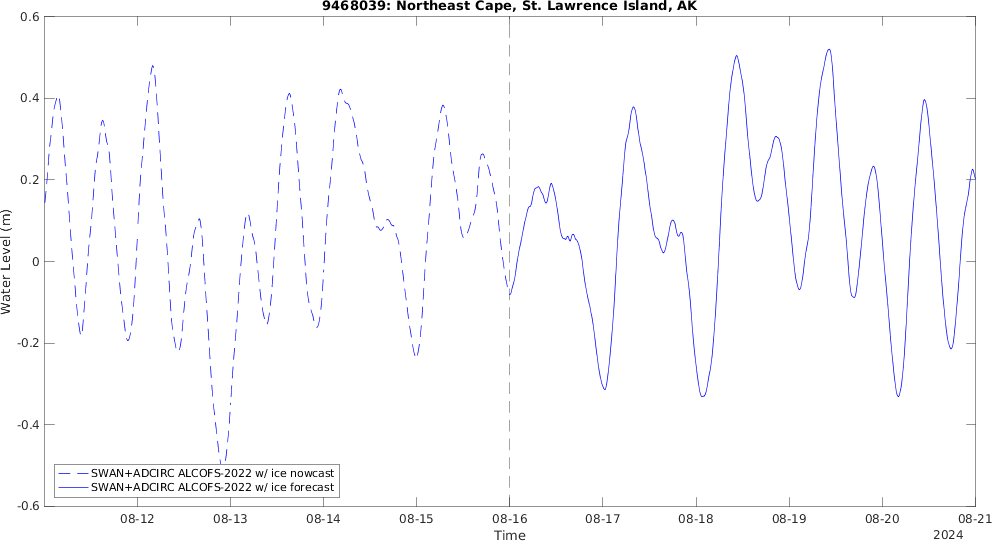 9468039: Northeast Cape, St. Lawrence Island, AK
0.6
0.4
0.2
0
-0.2
-0.4
-0.6
Water Level (m)
SWAN+ADCIRC ALCOFS-2022 w/ ice nowcast
SWAN+ADCIRC ALCOFS-2022 w/ ice forecast
08-12 08-13 08-14 08-15 08-16 08-17 08-18 08-19 08-20 08-21
Time
2024